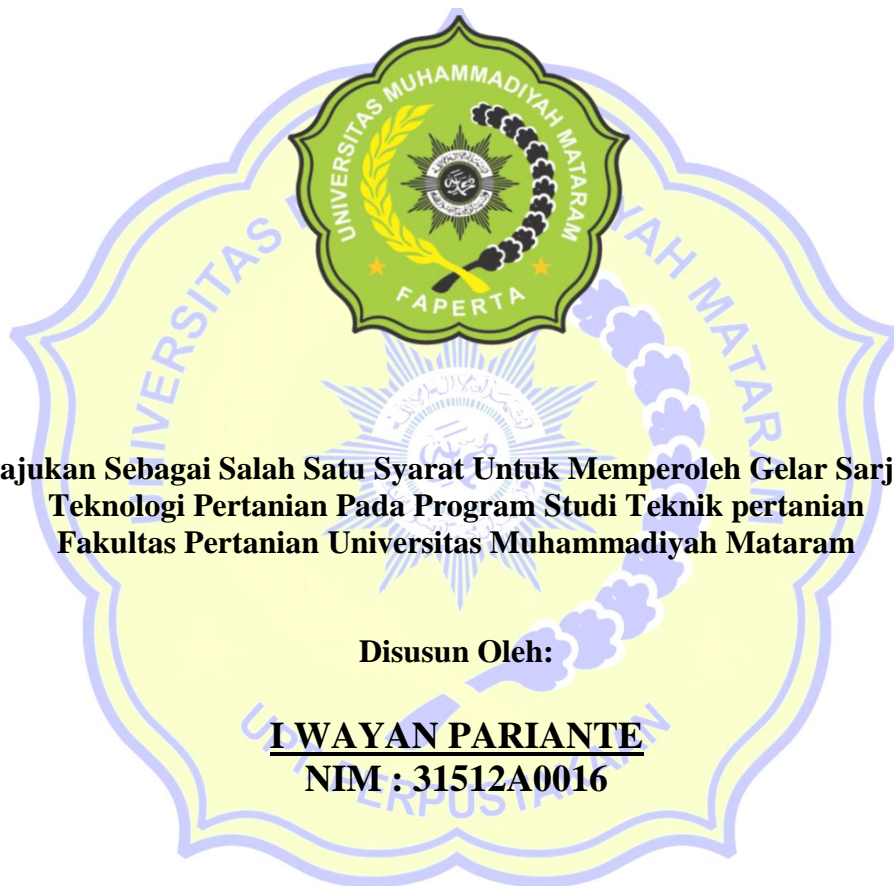 UNIVERSITAS MUHAMMADIYAH MATARAM
FAPERTA
ajukan Sebagai Salah Satu Syarat Untuk Memperoleh Gelar Sarj
Teknologi Pertanian Pada Program Studi Teknik pertanian
Fakultas Pertanian Universitas Muhammadiyah Mataram
Disusun Oleh:
I WAYAN PARIANTE
NIM : 31512A0016